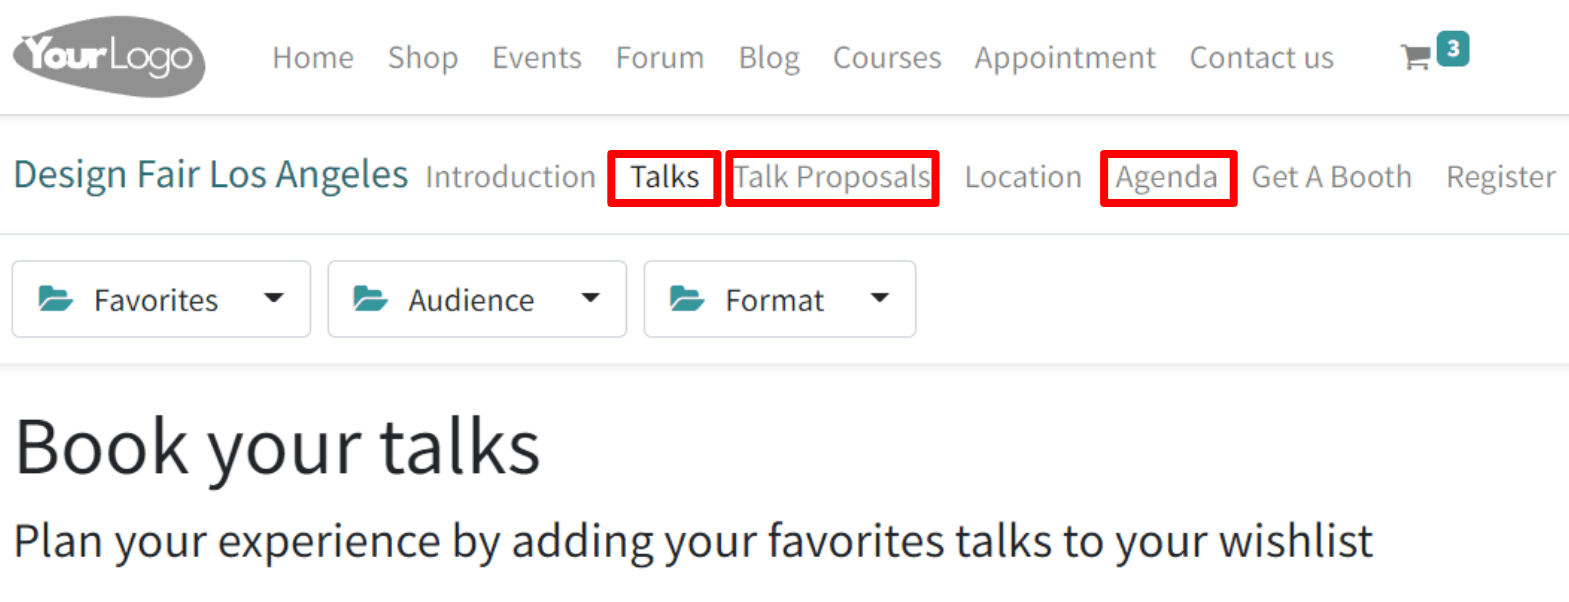 YourLogo Home Shop Events Forum Blog Courses Appointment Contact us 3
Design Fair Los Angeles Introduction Talks Talk Proposals Location Agenda Get A Booth Register
Favorites Audience Format
Book your talks
Plan your experience by adding your favorites talks to your wishlist